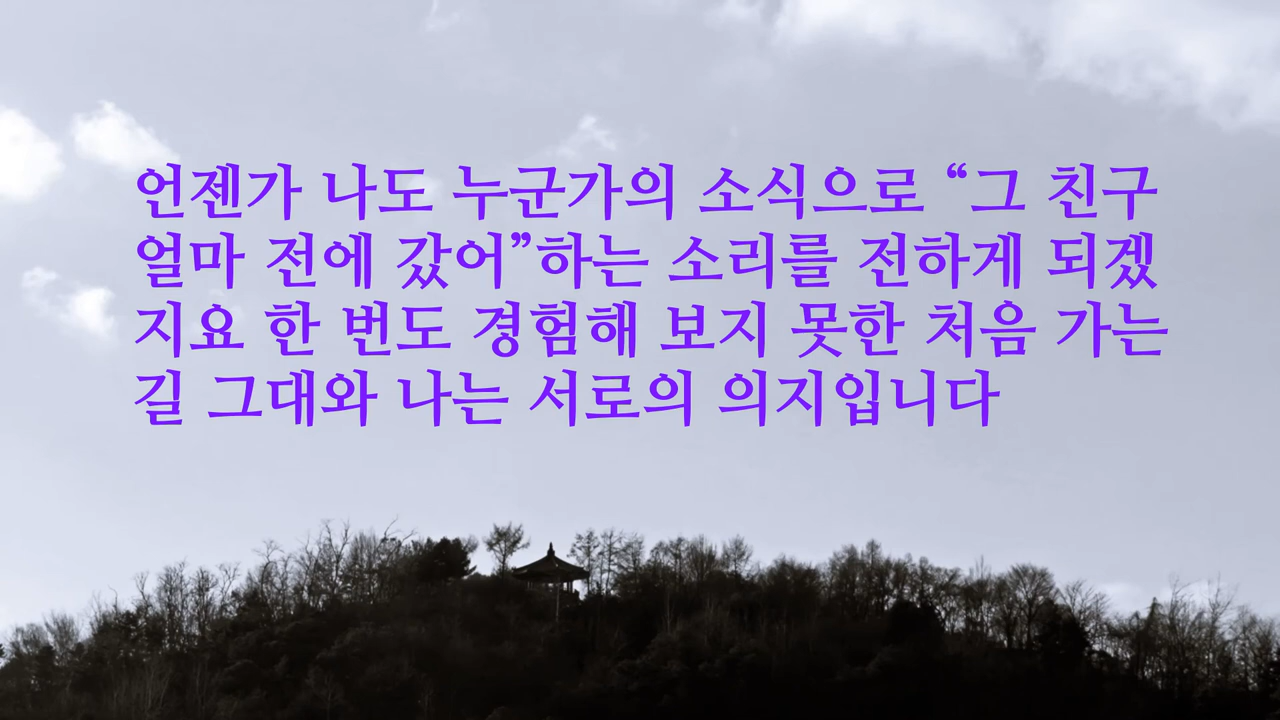 언젠가 나도 누군가의 소식으로 “그 친구
얼마 전에 갔어”하는 소리를 전하게 되겠
지요 한 번도 경험해 보지 못한 처음 가는
길 그대와 나는 서로의 의지입니다